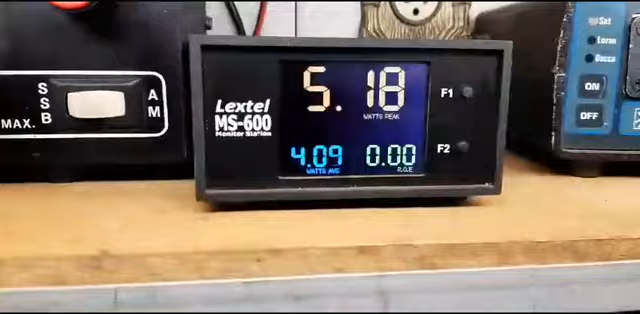 S
S
B
A
M
MAX.
Lextel
MS-600
Monitor Station
5.18
WATTS PEAK
4.09
WATTS AVG
0.00
R.O.E
F1
F2
Sat
Loran
Decca
ON
OFF